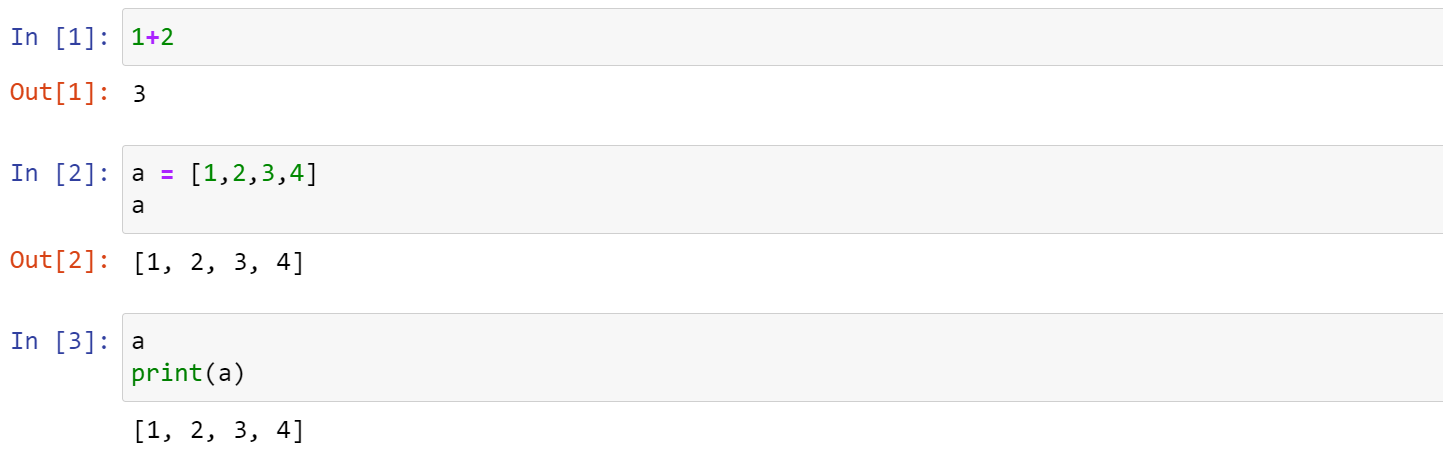 In [1]: 1+2
Out[1]: 3
In [2]: a = [1,2,3,4]
a
Out[2]: [1, 2, 3, 4]
In [3]: a
print(a)
[1, 2, 3, 4]